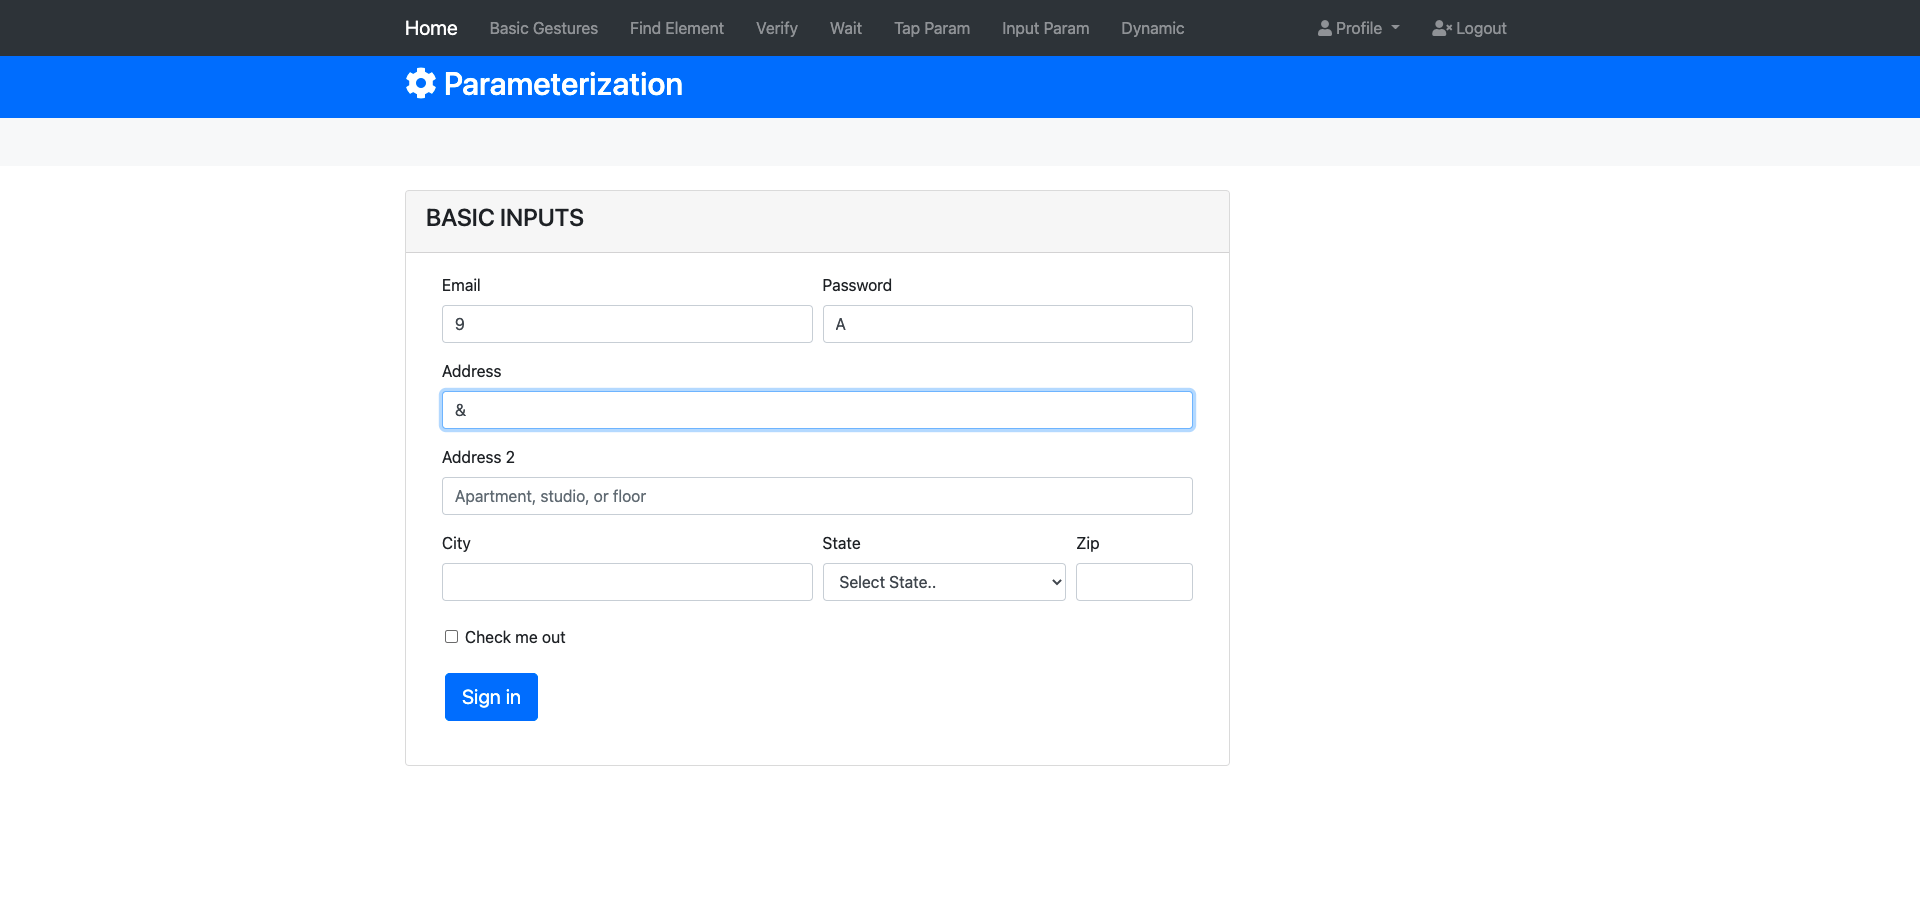 Home Basic Gestures Find Element Verify Wait Tap Param Input Param Dynamic Profile Logout
Parameterization
BASIC INPUTS
Email Password
9 A
Address
&
Address 2
Apartment, studio, or floor
City State Zip
Select State..
Check me out
Sign in